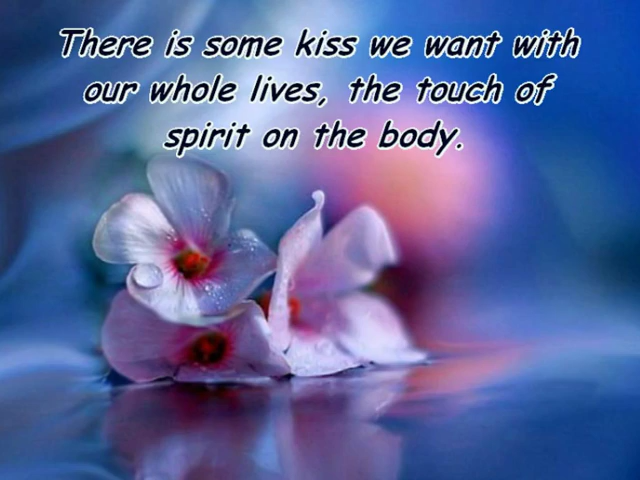 There is some kiss we want with
our whole lives, the touch of
spirit on the body.